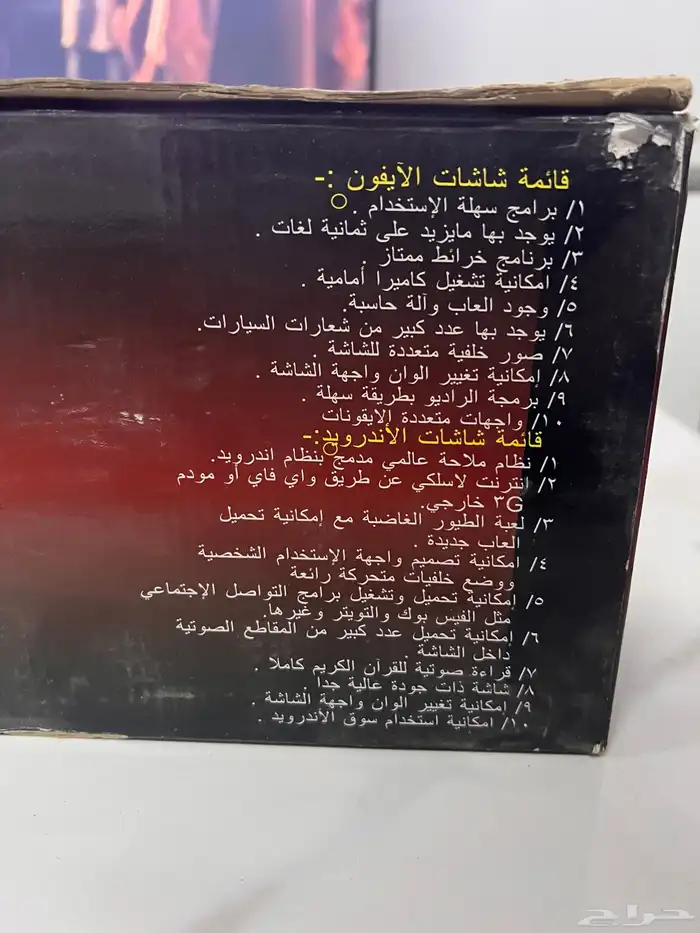 قائمة شاشات الآيفون :-
١/ برامج سهلة الإستخدام .
٢/ يوجد بها مايزيد على ثمانية لغات .
٣/ برنامج خرائط ممتاز .
٤/ امكانية تشغيل كاميرا أمامية .
٥/ وجود العاب وآلة حاسبة.
٦/ يوجد بها عدد كبير من شعارات السيارات.
٧/ صور خلفية متعددة للشاشة .
٨/ إمكانية تغيير الوان واجهة الشاشة .
٩/ برمجة الراديو بطريقة سهلة .
١٠/ واجهات متعددة الايقونات
قائمة شاشات الأندرويد:-
١/ نظام ملاحة عالمي مدمج بنظام اندرويد.
٢/ انترنت لاسلكي عن طريق واي فاي أو مودم
٣G خارجي.
٣/ لعبة الطيور الغاضبة مع إمكانية تحميل
العاب جديدة .
٤/ امكانية تصميم واجهة الإستخدام الشخصية
ووضع خلفيات متحركة رائعة
٥/ إمكانية تحميل وتشغيل برامج التواصل الإجتماعي
مثل الفيس بوك والتويتر وغيرها.
٦/ إمكانية تحميل عدد كبير من المقاطع الصوتية
داخل الشاشة .
٧/ قراءة صوتية للقرآن الكريم كاملا .
٨/ شاشة ذات جودة عالية جدا .
٩/ إمكانية تغيير الوان واجهة الشاشة .
١٠/ امكانية استخدام سوق الأندرويد .
حراج